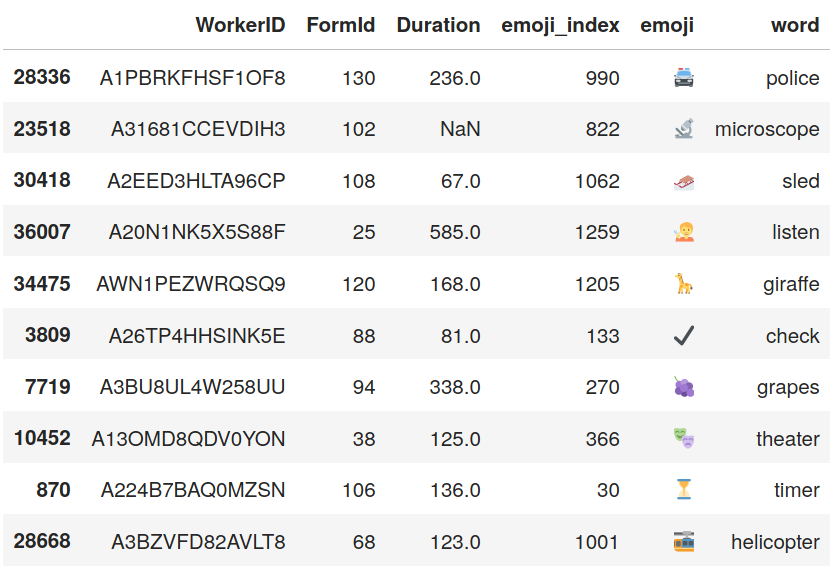 WorkerID FormId Duration emoji_index emoji word
28336 A1PBRKFHSF1OF8 130 236.0 990 🚔 police
23518 A31681CCEVDIH3 102 NaN 822 🔬 microscope
30418 A2EED3HLTA96CP 108 67.0 1062 🛷 sled
36007 A20N1NK5X5S88F 25 585.0 1259 🧏 listen
34475 AWN1PEZWRQSQ9 120 168.0 1205 🦒 giraffe
3809 A26TP4HHSINK5E 88 81.0 133 ✔ check
7719 A3BU8UL4W258UU 94 338.0 270 🍇 grapes
10452 A13OMD8QDV0YON 38 125.0 366 🎭 theater
870 A224B7BAQ0MZSN 106 136.0 30 ⏳ timer
28668 A3BZVFD82AVLT8 68 123.0 1001 🚠 helicopter